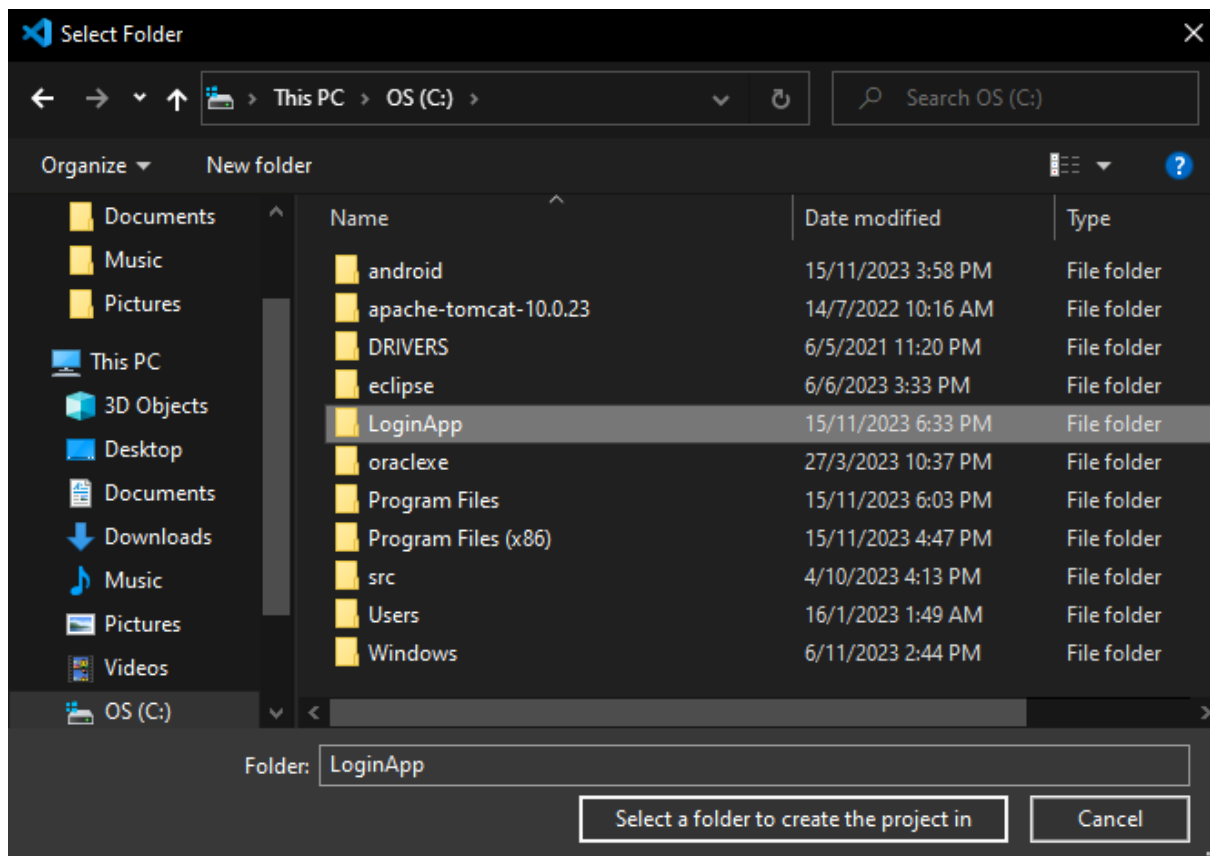 Select Folder
This PC > OS (C:) >
Search OS (C:)
Organize
New folder
?
Documents
Music
Pictures
This PC
3D Objects
Desktop
Documents
Downloads
Music
Pictures
Videos
OS (C:)
Name Date modified Type
android 15/11/2023 3:58 PM File folder
apache-tomcat-10.0.23 14/7/2022 10:16 AM File folder
DRIVERS 6/5/2021 11:20 PM File folder
eclipse 6/6/2023 3:33 PM File folder
LoginApp 15/11/2023 6:33 PM File folder
oraclexe 27/3/2023 10:37 PM File folder
Program Files 15/11/2023 6:03 PM File folder
Program Files (x86) 15/11/2023 4:47 PM File folder
src 4/10/2023 4:13 PM File folder
Users 16/1/2023 1:49 AM File folder
Windows 6/11/2023 2:44 PM File folder
Folder: LoginApp
Select a folder to create the project in
Cancel